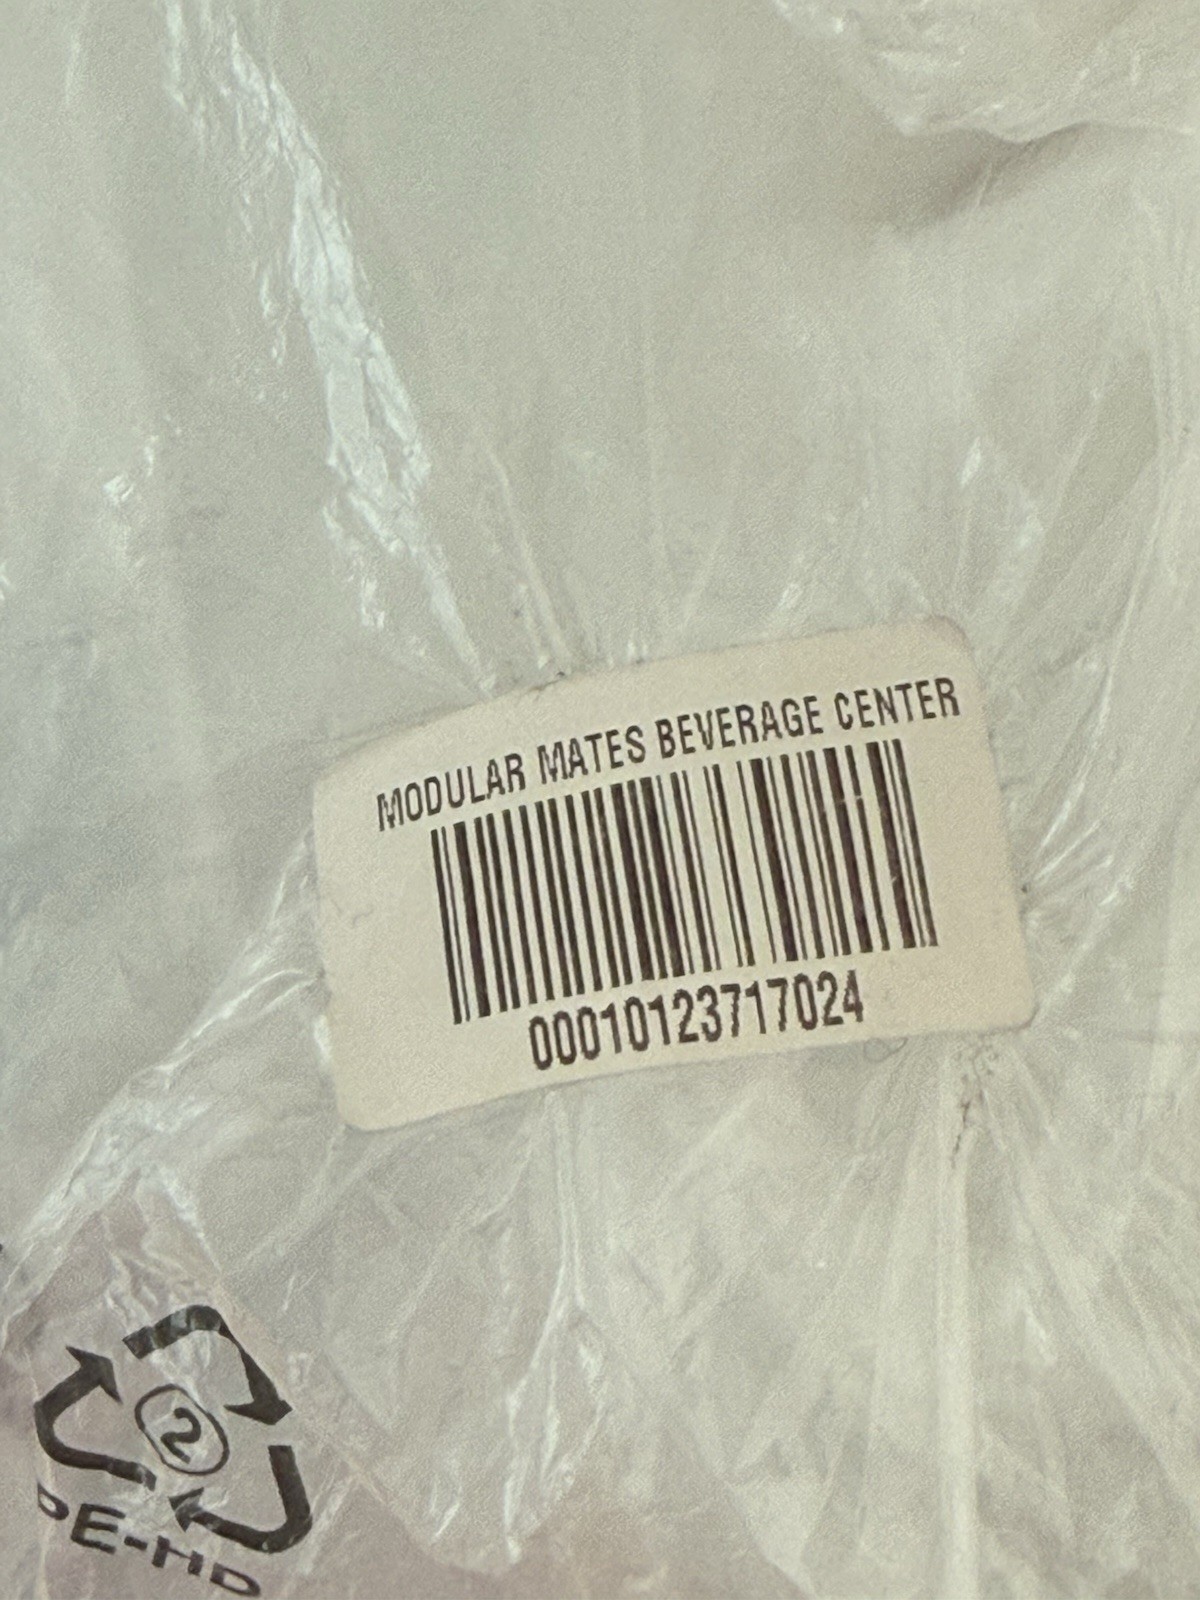 MODULAR MATES BEVERAGE CENTER
00010123717024
2
PE-HD